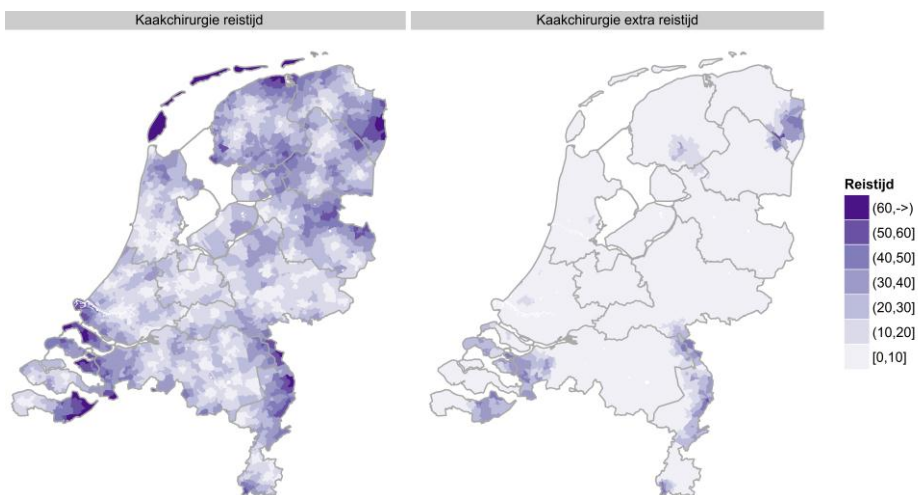 Kaakchirurgie reistijd
Kaakchirurgie extra reistijd
Reistijd
(60,->)
(50,60]
(40,50]
(30,40]
(20,30]
(10,20]
[0,10]